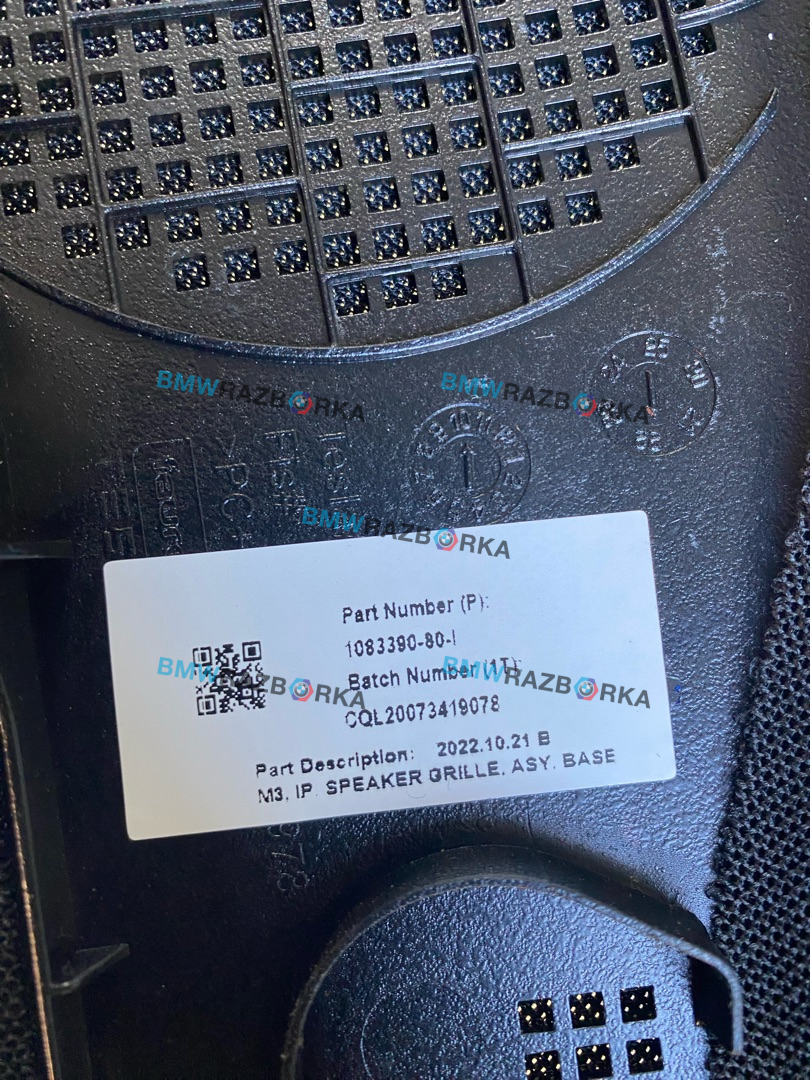 BMWRAZBORKA
BMWRAZBORKA
BMWRAZBORKA
Part Number (P):
1083390-80-I
BMWRAZBORKA
BMWRAZBORKA
Batch Number (1T):
CQL20073419078
Part Description: 2022.10.21 B
M3, IP, SPEAKER GRILLE, ASY, BASE